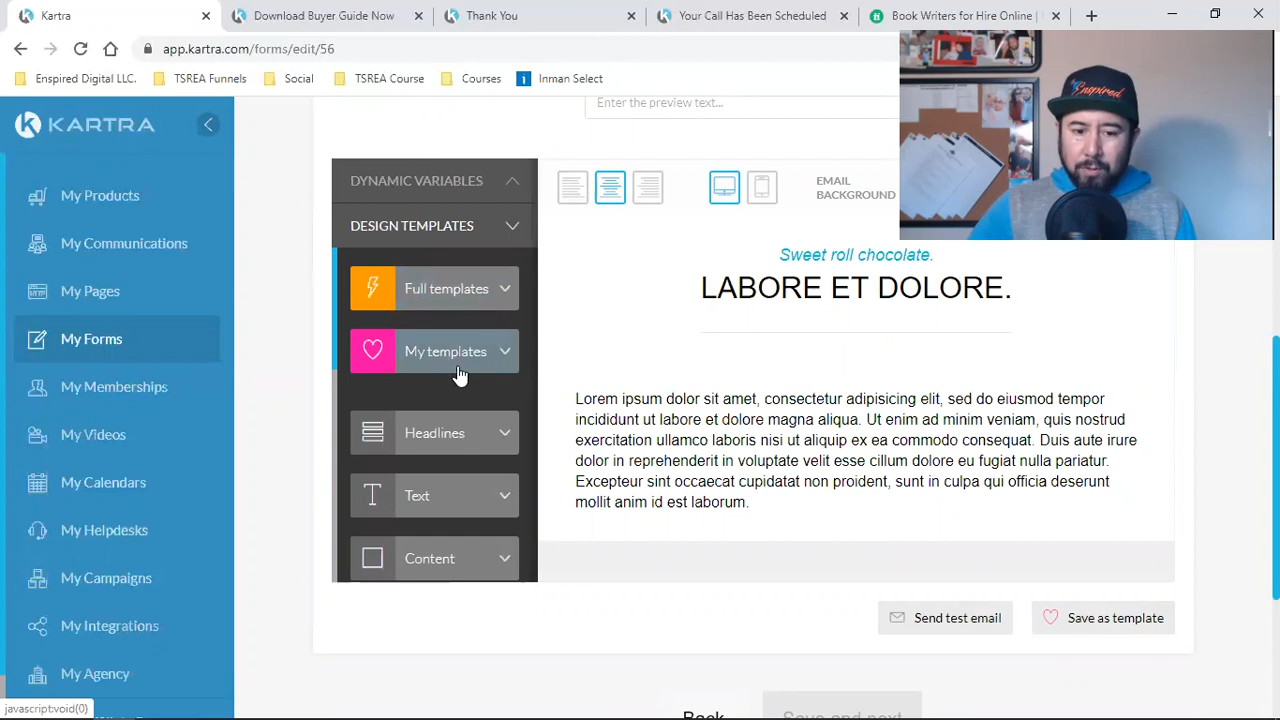 Kartra
Download Buyer Guide Now
Thank You
Your Call Has Been Scheduled
Book Writers for Hire Online |
app.kartra.com/forms/edit/56
Enspired Digital LLC.
TSREA Funnel
TSREA Course
Courses
Inman Select
KARTRA
My Products
My Communications
My Pages
My Forms
My Memberships
My Videos
My Calendars
My Helpdesks
My Campaigns
My Integrations
My Agency
javascript:void(0)
Enter the preview text...
DYNAMIC VARIABLES
DESIGN TEMPLATES
Full templates
My templates
Headlines
Text
Content
EMAIL
BACKGROUND
Sweet roll chocolate.
LABORE ET DOLORE.
Lorem ipsum dolor sit amet, consectetur adipisicing elit, sed do eiusmod tempor
incididunt ut labore et dolore magna aliqua. Ut enim ad minim veniam, quis nostrud
exercitation ullamco laboris nisi ut aliquip ex ea commodo consequat. Duis aute irure
dolor in reprehenderit in voluptate velit esse cillum dolore eu fugiat nulla pariatur.
Excepteur sint occaecat cupidatat non proident, sunt in culpa qui officia deserunt
mollit anim id est laborum.
Send test email
Save as template
Back
Save and next